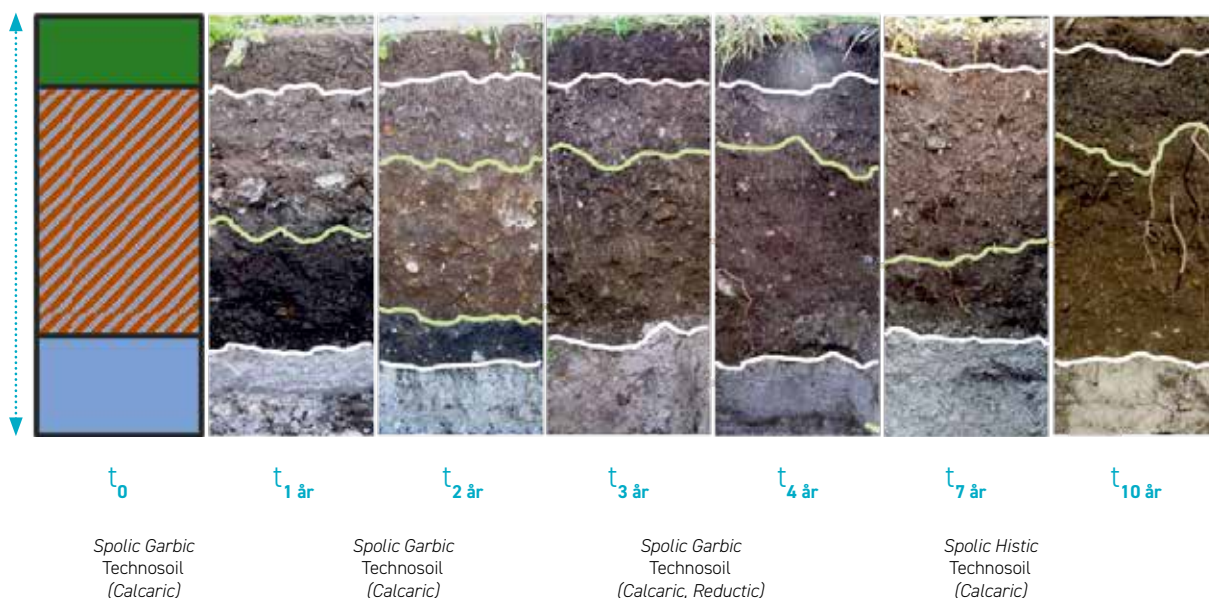 t0 t1 år t2 år t3 år t4 år t7 år t10 år
Spolic Garbic Spolic Garbic Spolic Garbic Spolic Histic
Technosoil Technosoil Technosoil Technosoil
(Calcaric) (Calcaric) (Calcaric, Reductic) (Calcaric)